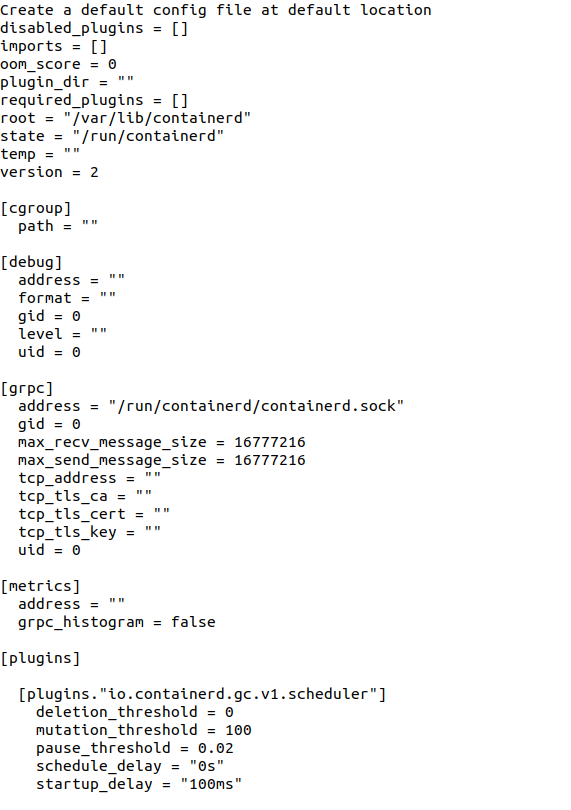 Create a default config file at default location
disabled_plugins = []
imports = []
oom_score = 0
plugin_dir = ""
required_plugins = []
root = "/var/lib/containerd"
state = "/run/containerd"
temp = ""
version = 2

[cgroup]
  path = ""

[debug]
  address = ""
  format = ""
  gid = 0
  level = ""
  uid = 0

[grpc]
  address = "/run/containerd/containerd.sock"
  gid = 0
  max_recv_message_size = 16777216
  max_send_message_size = 16777216
  tcp_address = ""
  tcp_tls_ca = ""
  tcp_tls_cert = ""
  tcp_tls_key = ""
  uid = 0

[metrics]
  address = ""
  grpc_histogram = false

[plugins]

  [plugins."io.containerd.gc.v1.scheduler"]
    deletion_threshold = 0
    mutation_threshold = 100
    pause_threshold = 0.02
    schedule_delay = "0s"
    startup_delay = "100ms"